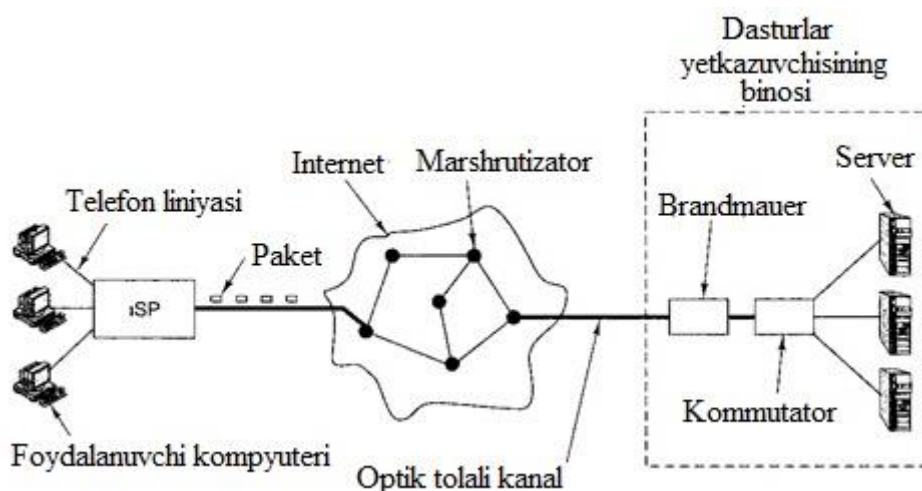 Dasturlar
yetkazuvchisining
binosi
Internet
Marshrutizator
Server
Telefon liniyasi
Brandmauer
Paket
ISP
Kommutator
Foydalanuvchi kompyuteri
Optik tolali kanal